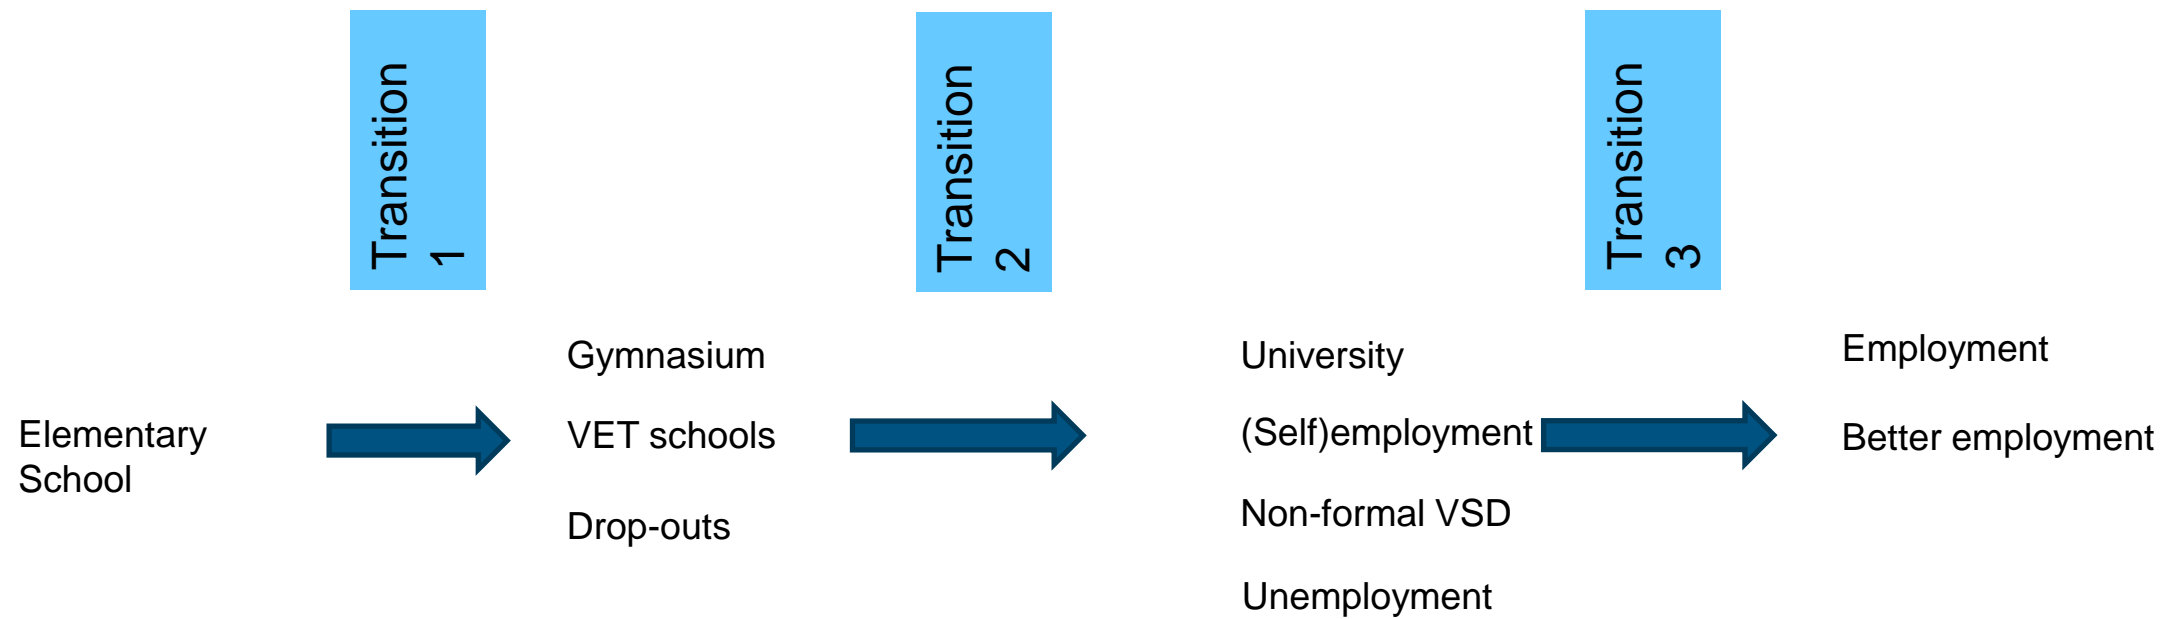 Transition
1
Transition
2
Transition
3
Elementary
School
Gymnasium
VET schools
Drop-outs
University
(Self)employment
Non-formal VSD
Unemployment
Employment
Better employment